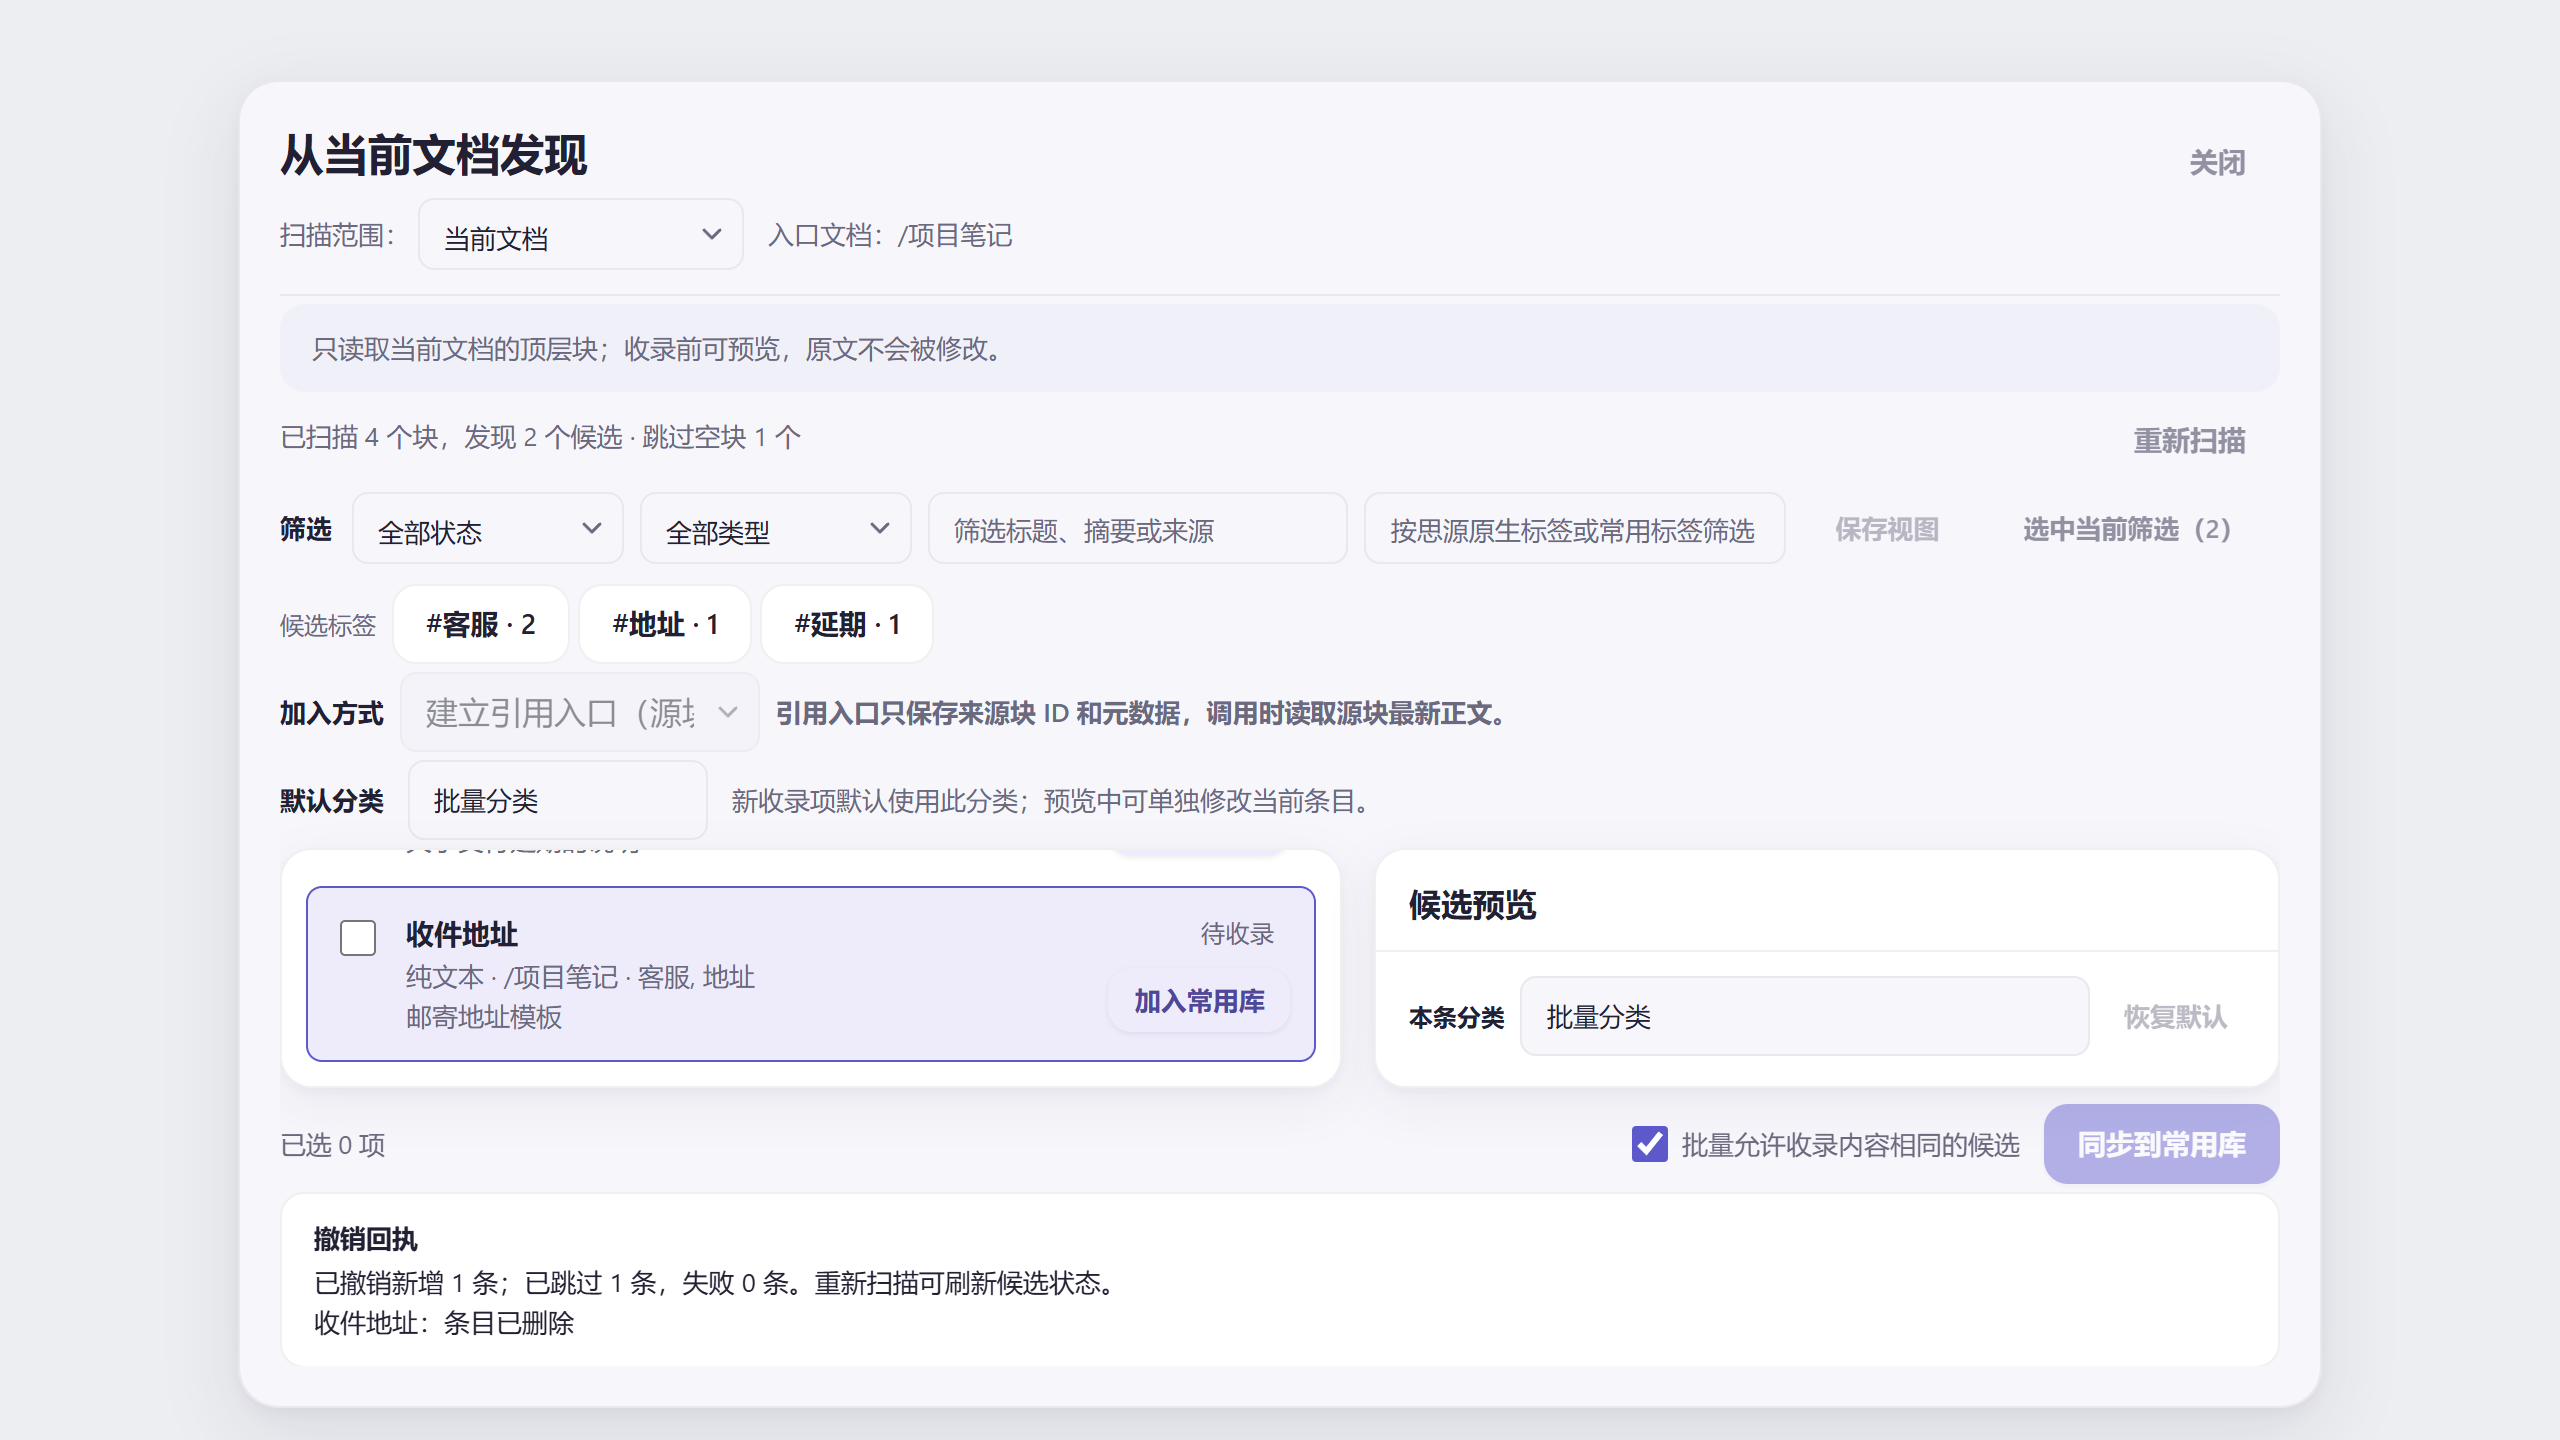 从当前文档发现
关闭
扫描范围：
当前文档
入口文档：/项目笔记
只读取当前文档的顶层块；收录前可预览，原文不会被修改。
已扫描 4 个块，发现 2 个候选 · 跳过空块 1 个
重新扫描
筛选
全部状态
全部类型
筛选标题、摘要或来源
按思源原生标签或常用标签筛选
保存视图
选中当前筛选（2）
候选标签
#客服 · 2
#地址 · 1
#延期 · 1
加入方式
建立引用入口（源
引用入口只保存来源块 ID 和元数据，调用时读取源块最新正文。
默认分类
批量分类
新收录项默认使用此分类；预览中可单独修改当前条目。
收件地址
待收录
纯文本 · /项目笔记 · 客服, 地址
邮寄地址模板
加入常用库
候选预览
本条分类
批量分类
恢复默认
已选 0 项
批量允许收录内容相同的候选
同步到常用库
撤销回执
已撤销新增 1 条；已跳过 1 条，失败 0 条。重新扫描可刷新候选状态。
收件地址：条目已删除